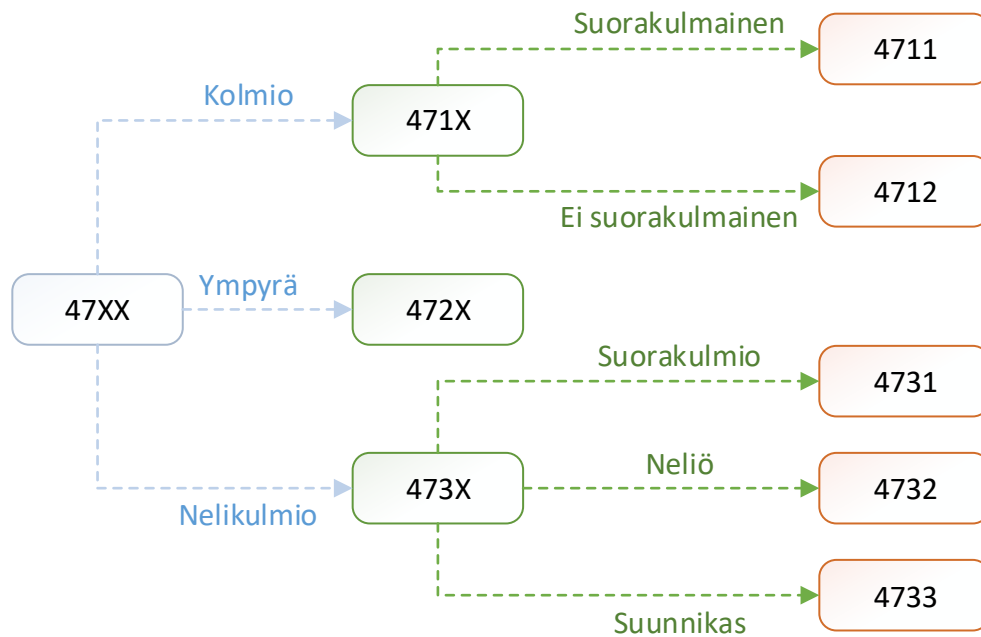 Suorakulmainen
4711
Kolmio
471X
4712
Ei suorakulmainen
Ympyrä
47XX
472X
Suorakulmio
4731
Neliö
473X
4732
Nelikulmio
4733
Suunnikas